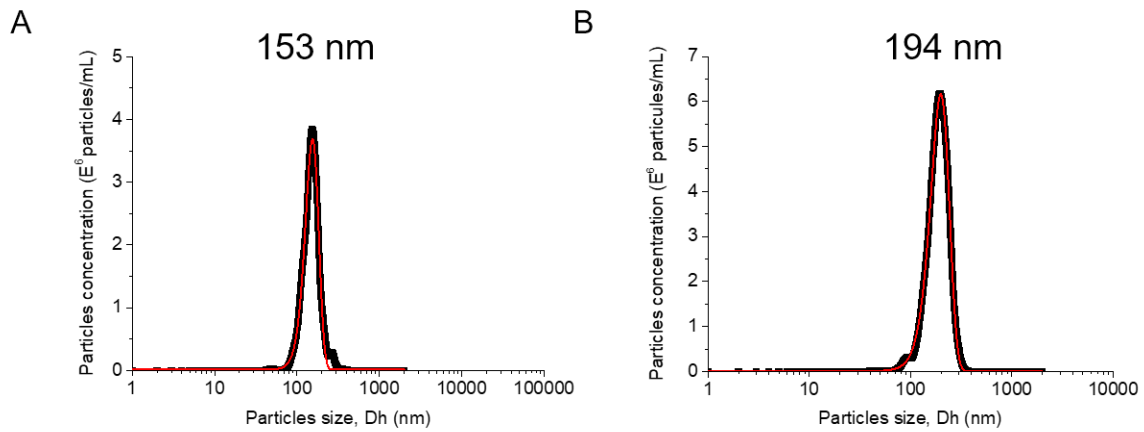 A
153 nm
Particles concentration (E⁶ particles/mL)
5
4
3
2
1
0
1 10 100 1000 10000 100000
Particles size, Dh (nm)
B
194 nm
Particles concentration (E⁶ particules/mL)
7
6
5
4
3
2
1
0
1 10 100 1000 10000
Particles size, Dh (nm)